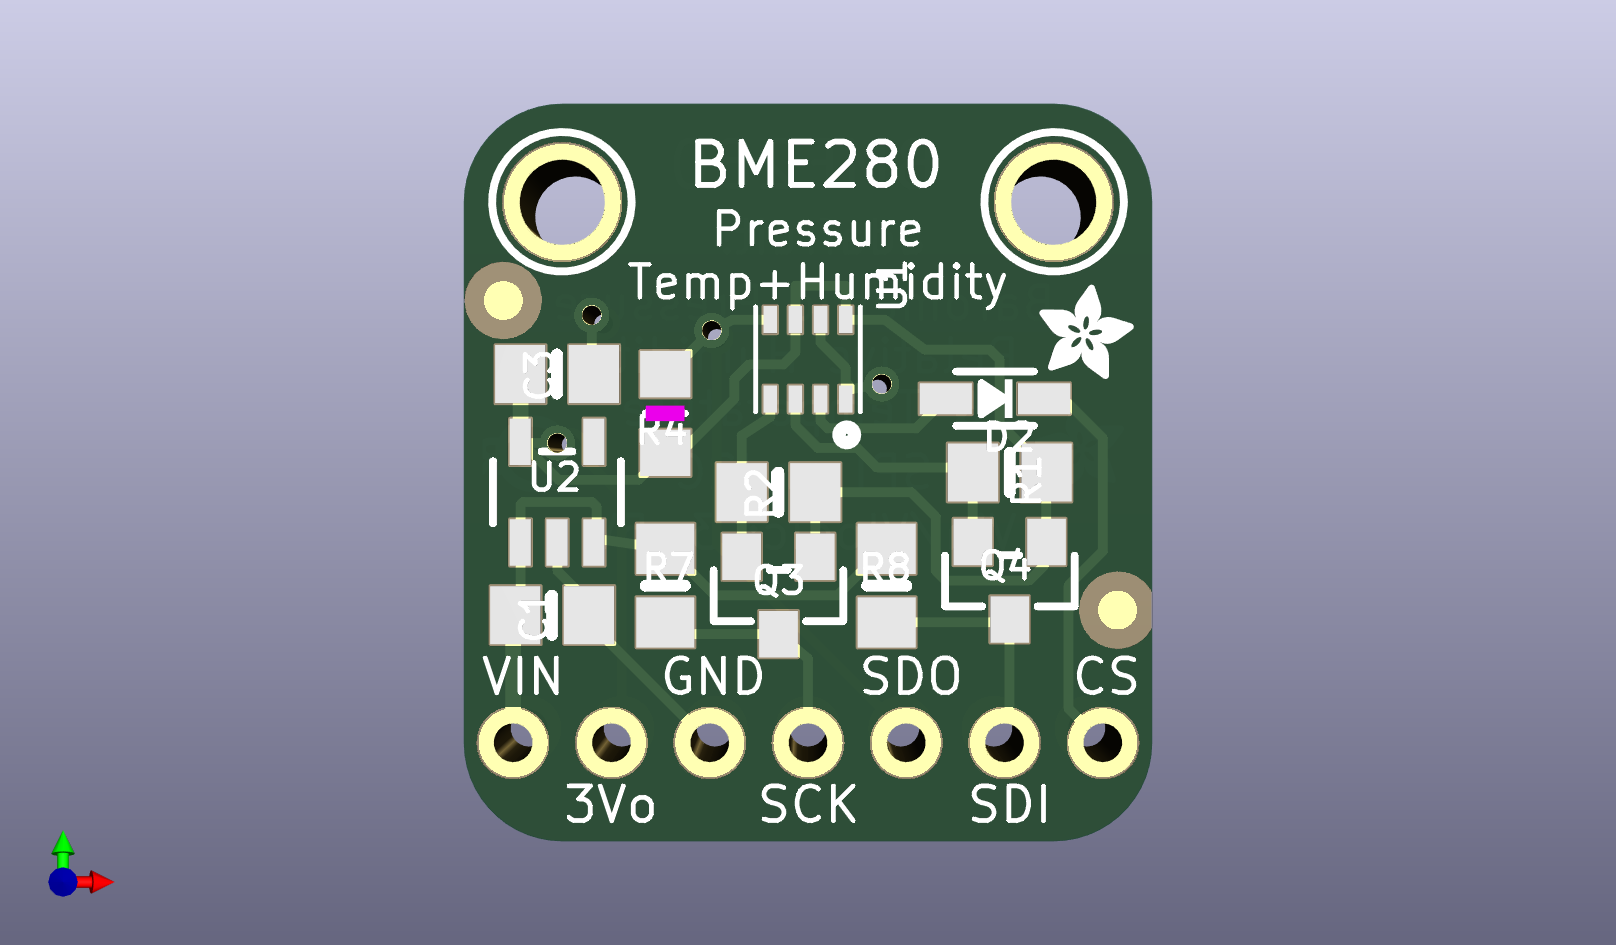 BME280
Pressure
Temp+Humidity
U1
C3
R4
D2
U2
R2
R1
R7
Q3
R8
Q4
C1
VIN
GND
SDO
CS
3Vo
SCK
SDI